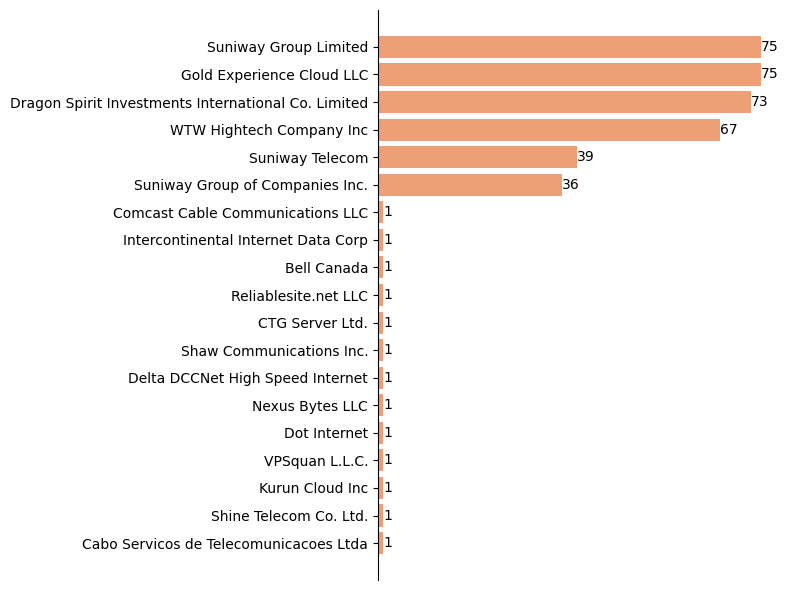 Suniway Group Limited 75
Gold Experience Cloud LLC 75
Dragon Spirit Investments International Co. Limited 73
WTW Hightech Company Inc 67
Suniway Telecom 39
Suniway Group of Companies Inc. 36
Comcast Cable Communications LLC 1
Intercontinental Internet Data Corp 1
Bell Canada 1
Reliablesite.net LLC 1
CTG Server Ltd. 1
Shaw Communications Inc. 1
Delta DCCNet High Speed Internet 1
Nexus Bytes LLC 1
Dot Internet 1
VPSquan L.L.C. 1
Kurun Cloud Inc 1
Shine Telecom Co. Ltd. 1
Cabo Servicos de Telecomunicacoes Ltda 1